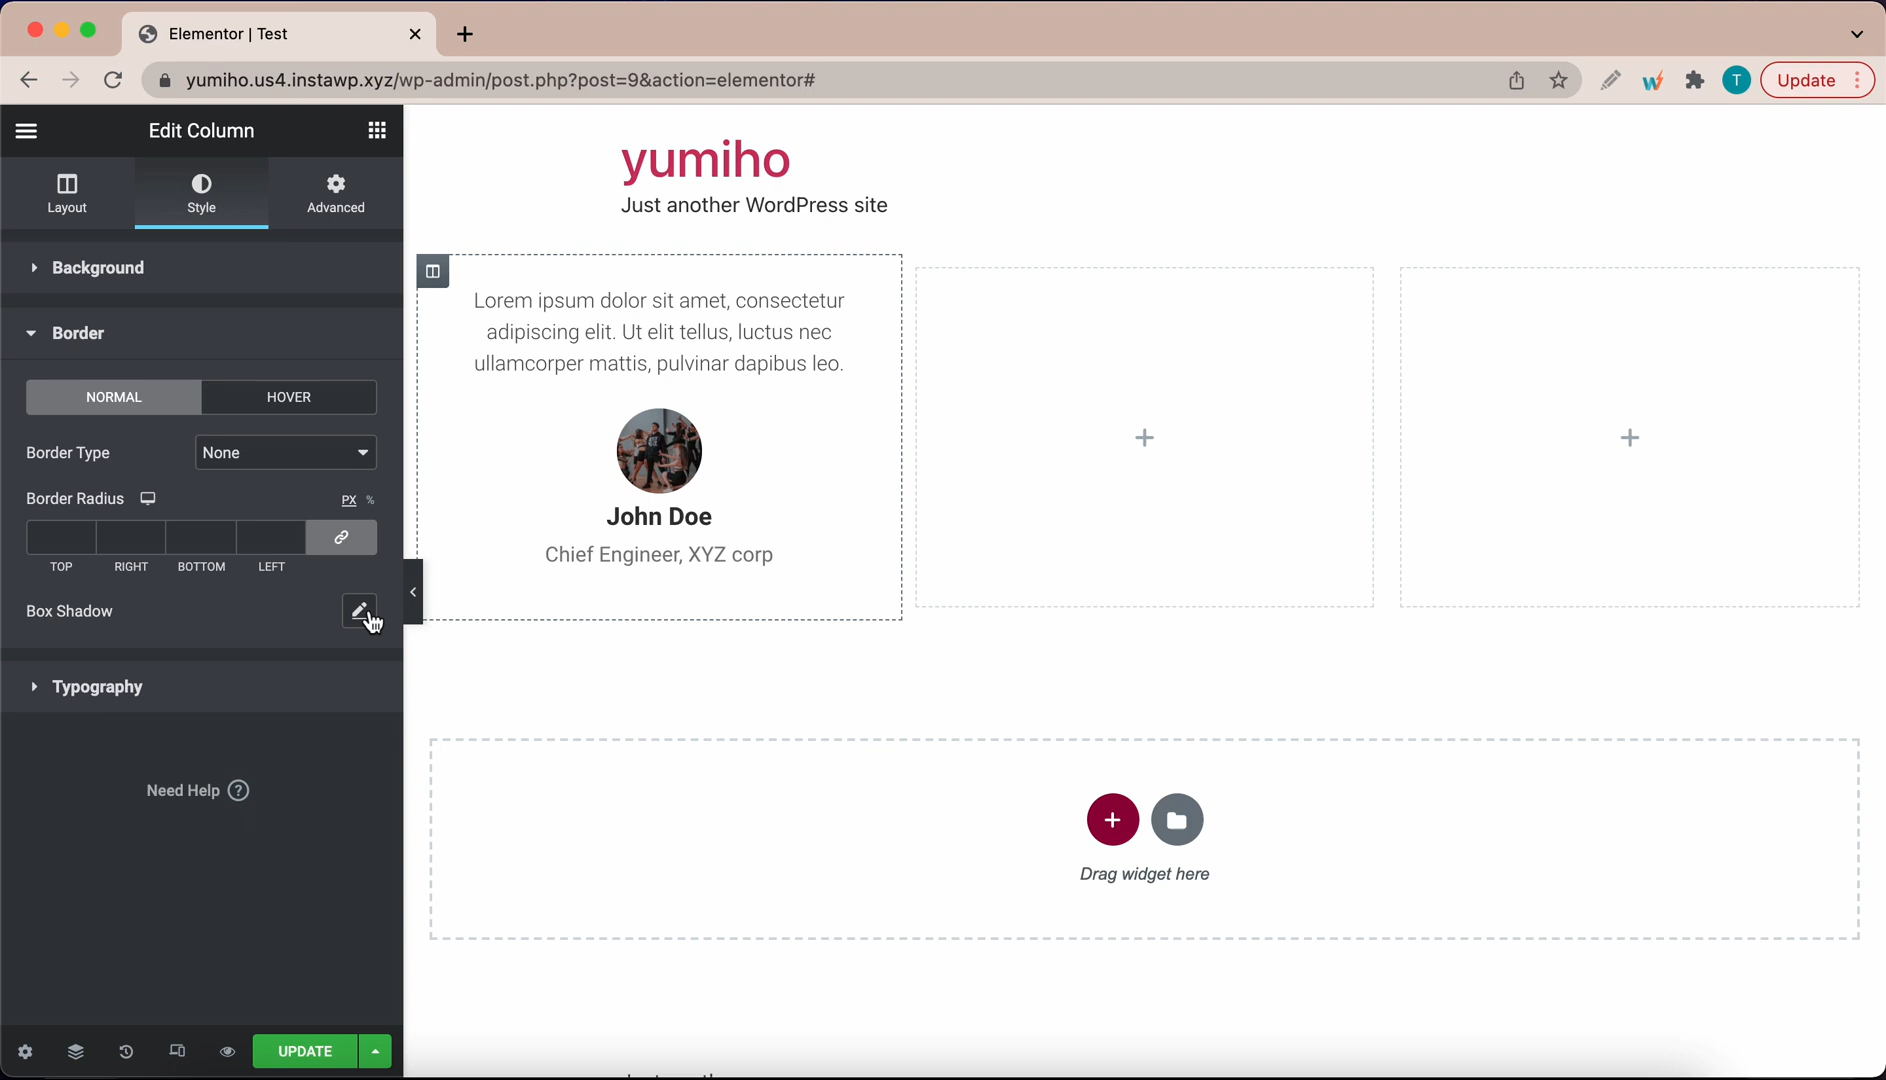 Elementor | Test
yumiho.us4.instawp.xyz/wp-admin/post.php?post=9&action=elementor#
T
Update
Edit Column
Layout
Style
Advanced
Background
Border
NORMAL
HOVER
Border Type
None
Border Radius
PX
%
TOP
RIGHT
BOTTOM
LEFT
Box Shadow
Typography
Need Help ?
UPDATE
yumiho
Just another WordPress site
Lorem ipsum dolor sit amet, consectetur
adipiscing elit. Ut elit tellus, luctus nec
ullamcorper mattis, pulvinar dapibus leo.
John Doe
Chief Engineer, XYZ corp
Drag widget here